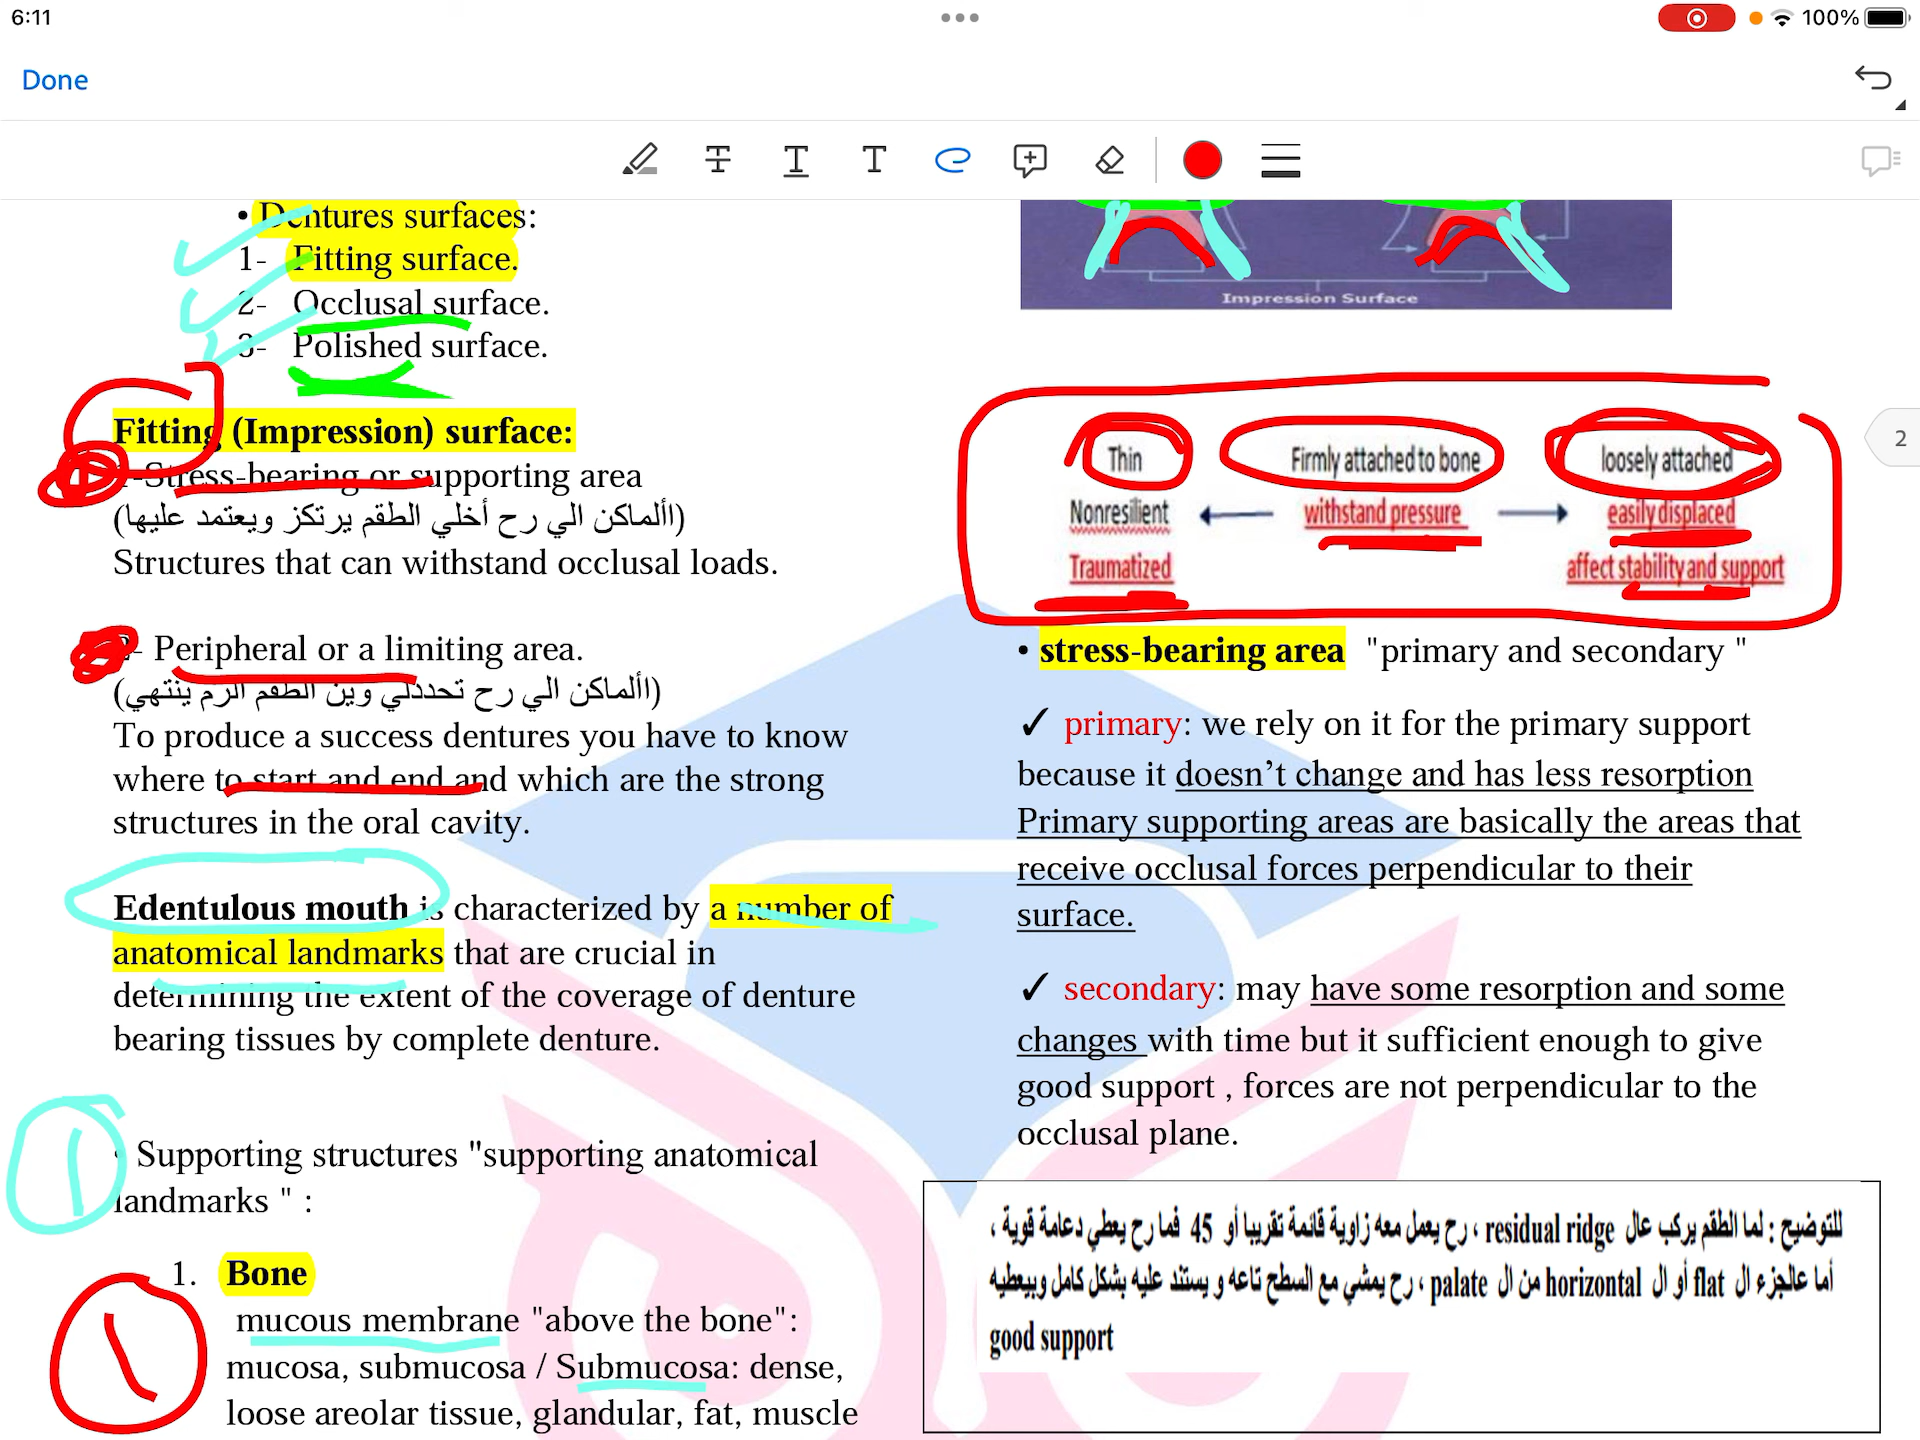 6:11
100%
Done
• Dentures surfaces:
1- Fitting surface.
2- Occlusal surface.
3- Polished surface.
Fitting (Impression) surface:
1-Stress-bearing or supporting area
(األماكن الي رح أخلي الطقم يرتكز ويعتمد عليها)
Structures that can withstand occlusal loads.
2- Peripheral or a limiting area.
(األماكن الي رح تحددلي وين الطقم الزم ينتهي)
To produce a success dentures you have to know
where to start and end and which are the strong
structures in the oral cavity.
Edentulous mouth is characterized by a number of
anatomical landmarks that are crucial in
determining the extent of the coverage of denture
bearing tissues by complete denture.
• Supporting structures "supporting anatomical
landmarks " :
1. Bone
mucous membrane "above the bone":
mucosa, submucosa / Submucosa: dense,
loose areolar tissue, glandular, fat, muscle
Impression Surface
Thin Firmly attached to bone loosely attached
Nonresilient withstand pressure easily displaced
Traumatized affect stability and support
2
• stress-bearing area "primary and secondary "
✓ primary: we rely on it for the primary support
because it doesn’t change and has less resorption
Primary supporting areas are basically the areas that
receive occlusal forces perpendicular to their
surface.
✓ secondary: may have some resorption and some
changes with time but it sufficient enough to give
good support , forces are not perpendicular to the
occlusal plane.
للتوضيح : لما الطقم يركب عال residual ridge ، رح يعمل معه زاوية قائمة تقريبا أو 45 فما رح يعطي دعامة قوية ،
أما عالجزء ال flat أو ال horizontal من ال palate ، رح يمشي مع السطح تاعه و يستند عليه بشكل كامل وبيعطيه
good support